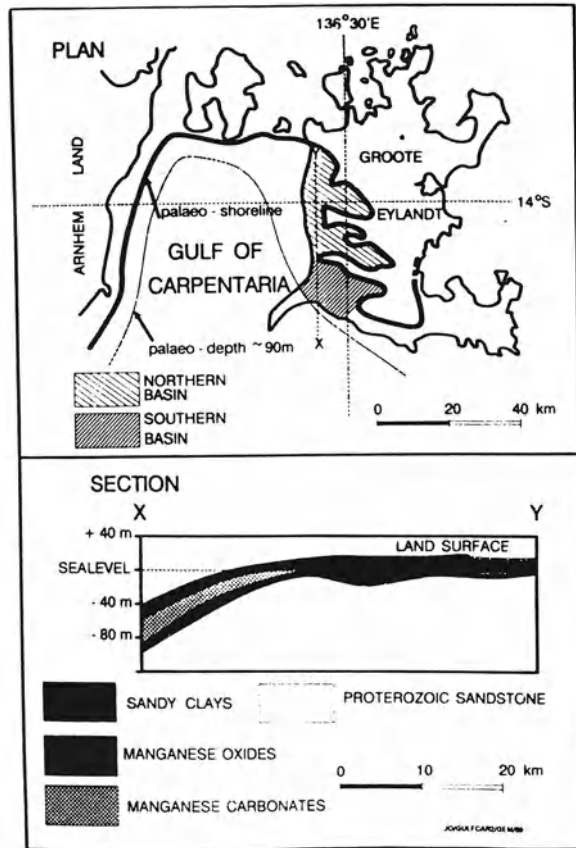 136°30'E
PLAN
ARNHEM LAND
GROOTE
14°S
palaeo - shoreline
EYLANDT
GULF OF
CARPENTARIA
palaeo - depth ~90m
X
NORTHERN
BASIN
SOUTHERN
BASIN
0 20 40 km
SECTION
X Y
+ 40 m
LAND SURFACE
SEALEVEL
- 40 m
- 80 m
SANDY CLAYS
PROTEROZOIC SANDSTONE
MANGANESE OXIDES
0 10 20 km
MANGANESE CARBONATES